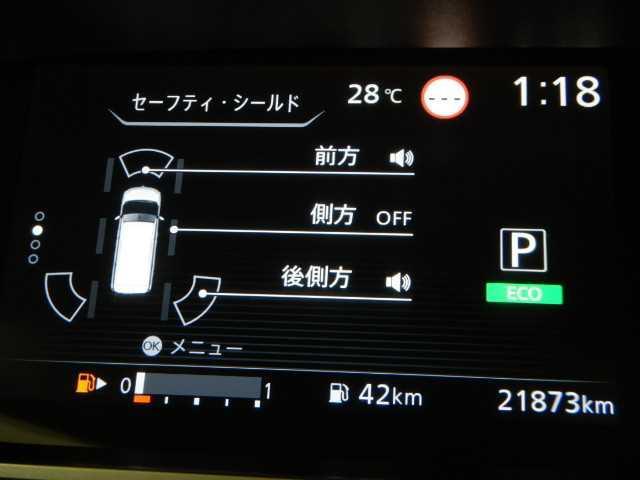 セーフティ・シールド
28℃
---
1:18
前方
側方 OFF
後側方
P
ECO
OK メニュー
0 1
42km
21873km